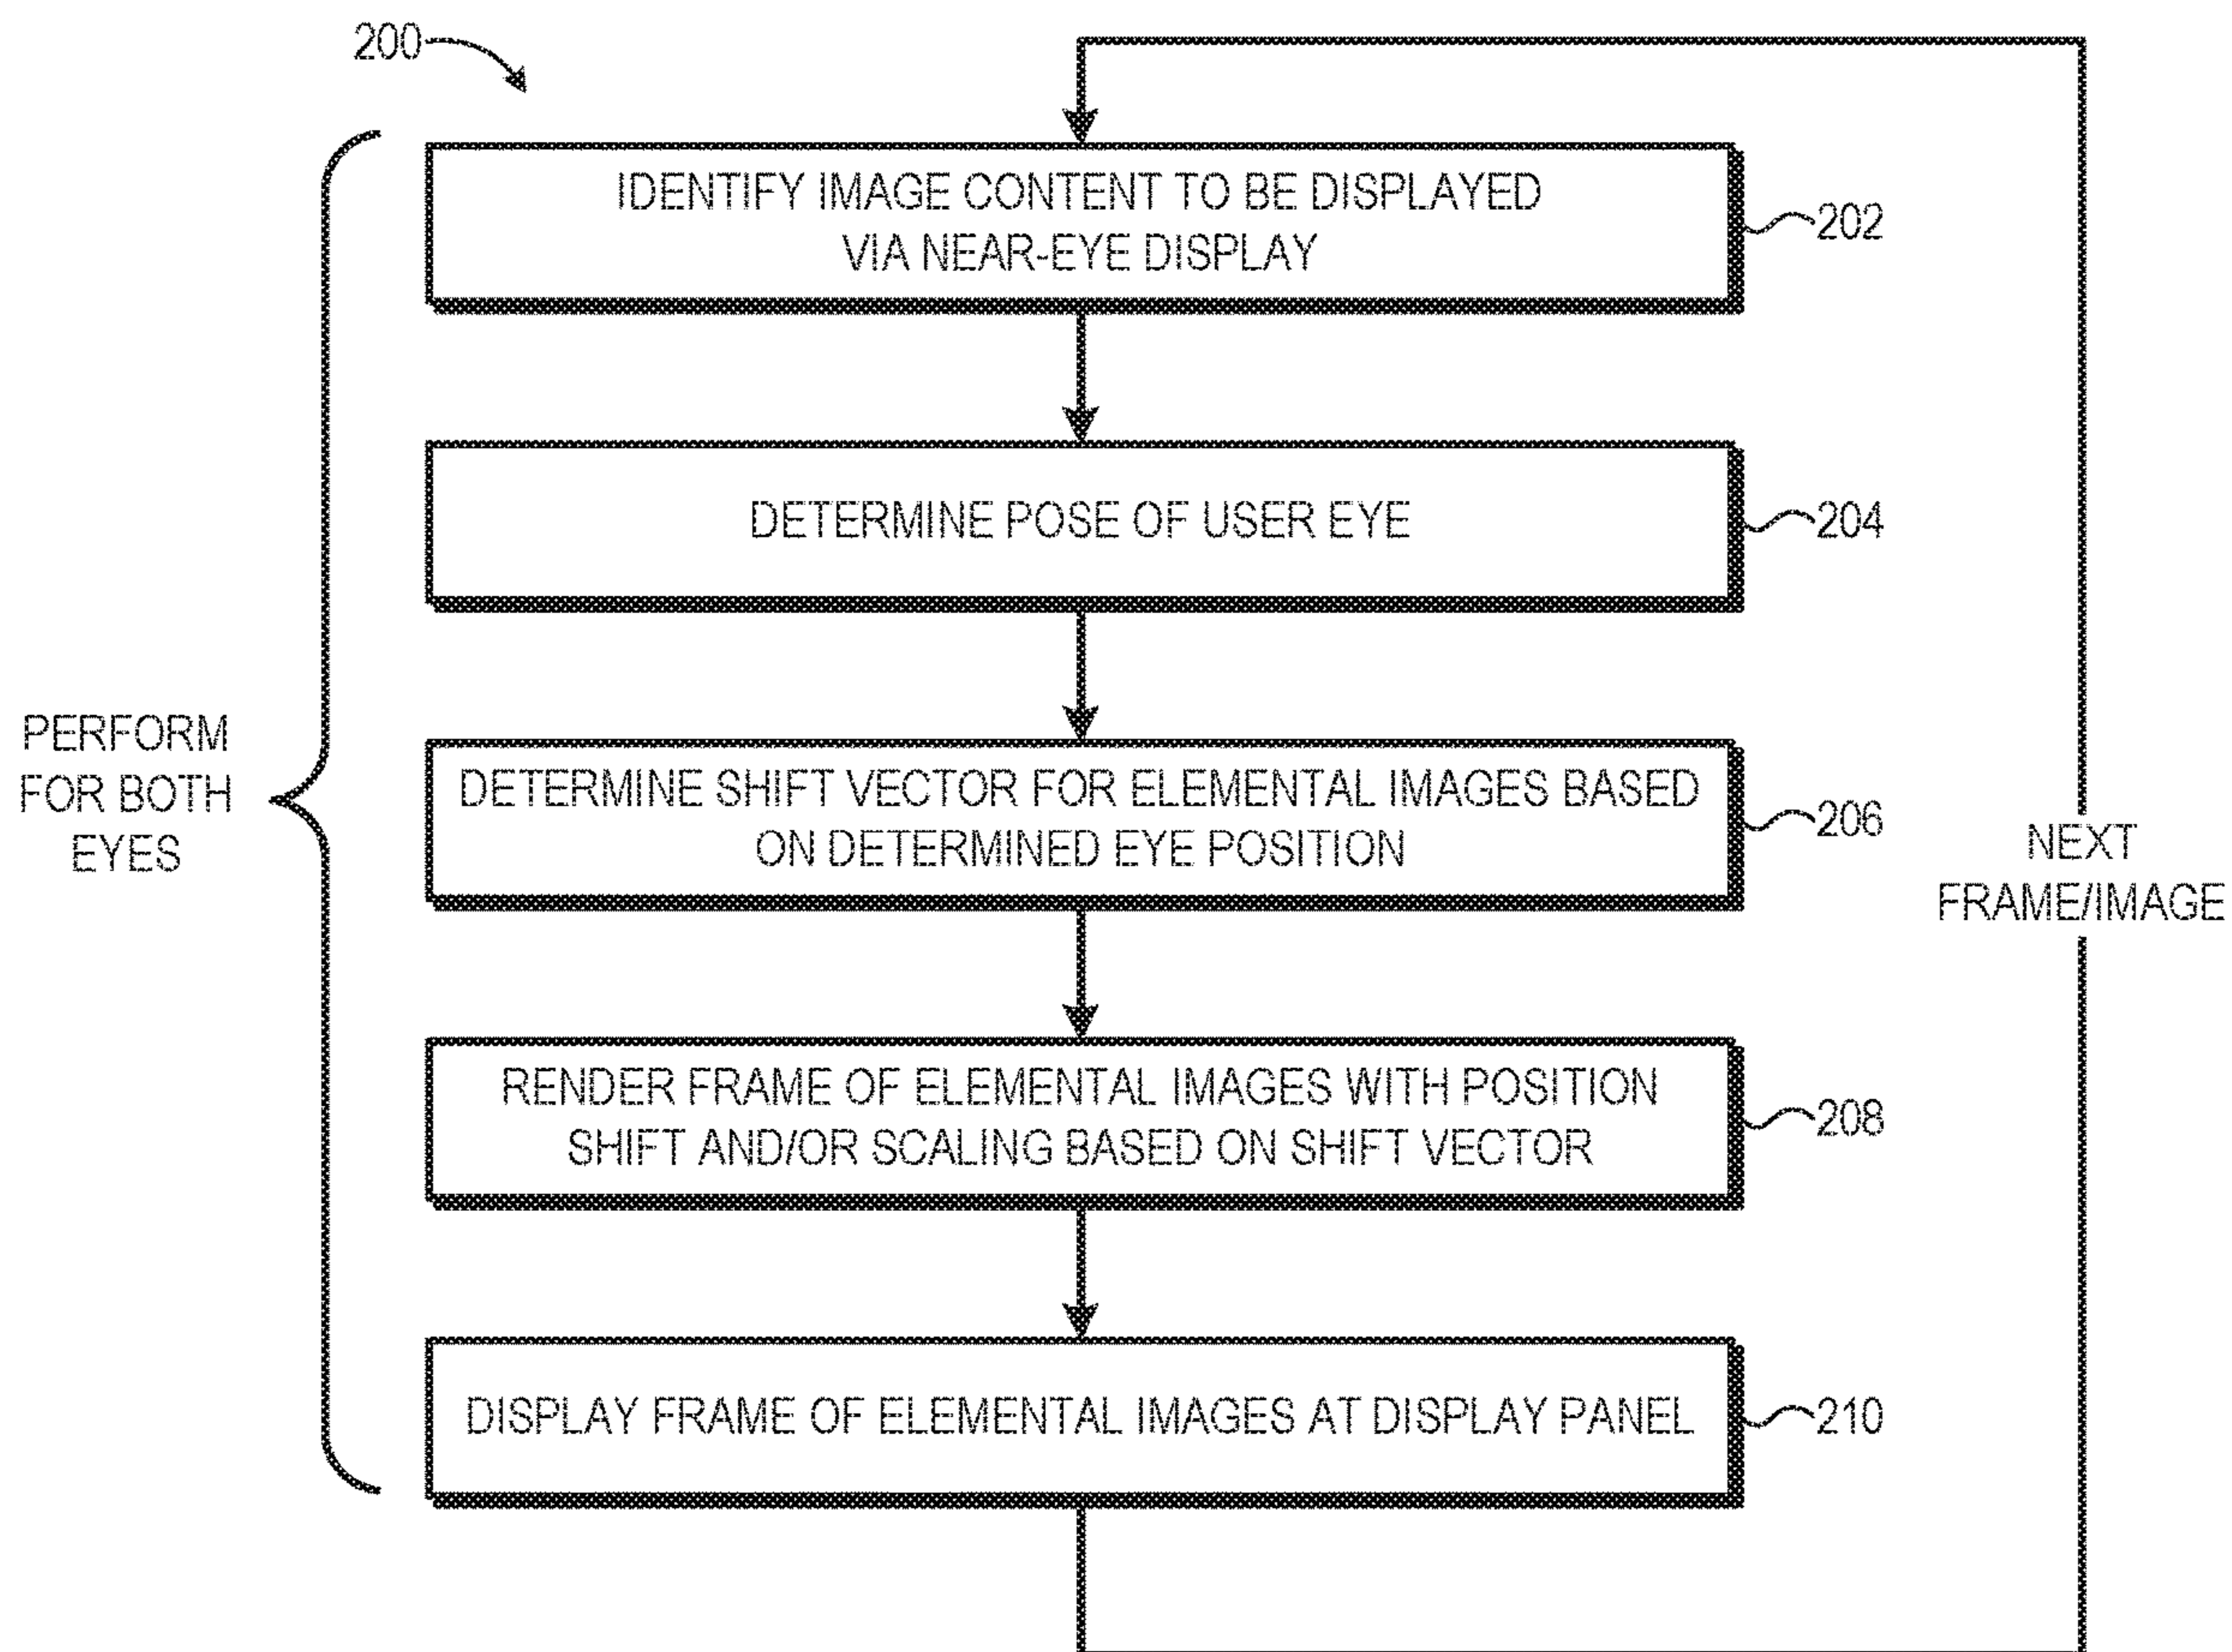 200
IDENTIFY IMAGE CONTENT TO BE DISPLAYED
VIA NEAR-EYE DISPLAY
202
DETERMINE POSE OF USER EYE
204
PERFORM
FOR BOTH
EYES
DETERMINE SHIFT VECTOR FOR ELEMENTAL IMAGES BASED
ON DETERMINED EYE POSITION
206
NEXT
FRAME/IMAGE
RENDER FRAME OF ELEMENTAL IMAGES WITH POSITION
SHIFT AND/OR SCALING BASED ON SHIFT VECTOR
208
DISPLAY FRAME OF ELEMENTAL IMAGES AT DISPLAY PANEL
210